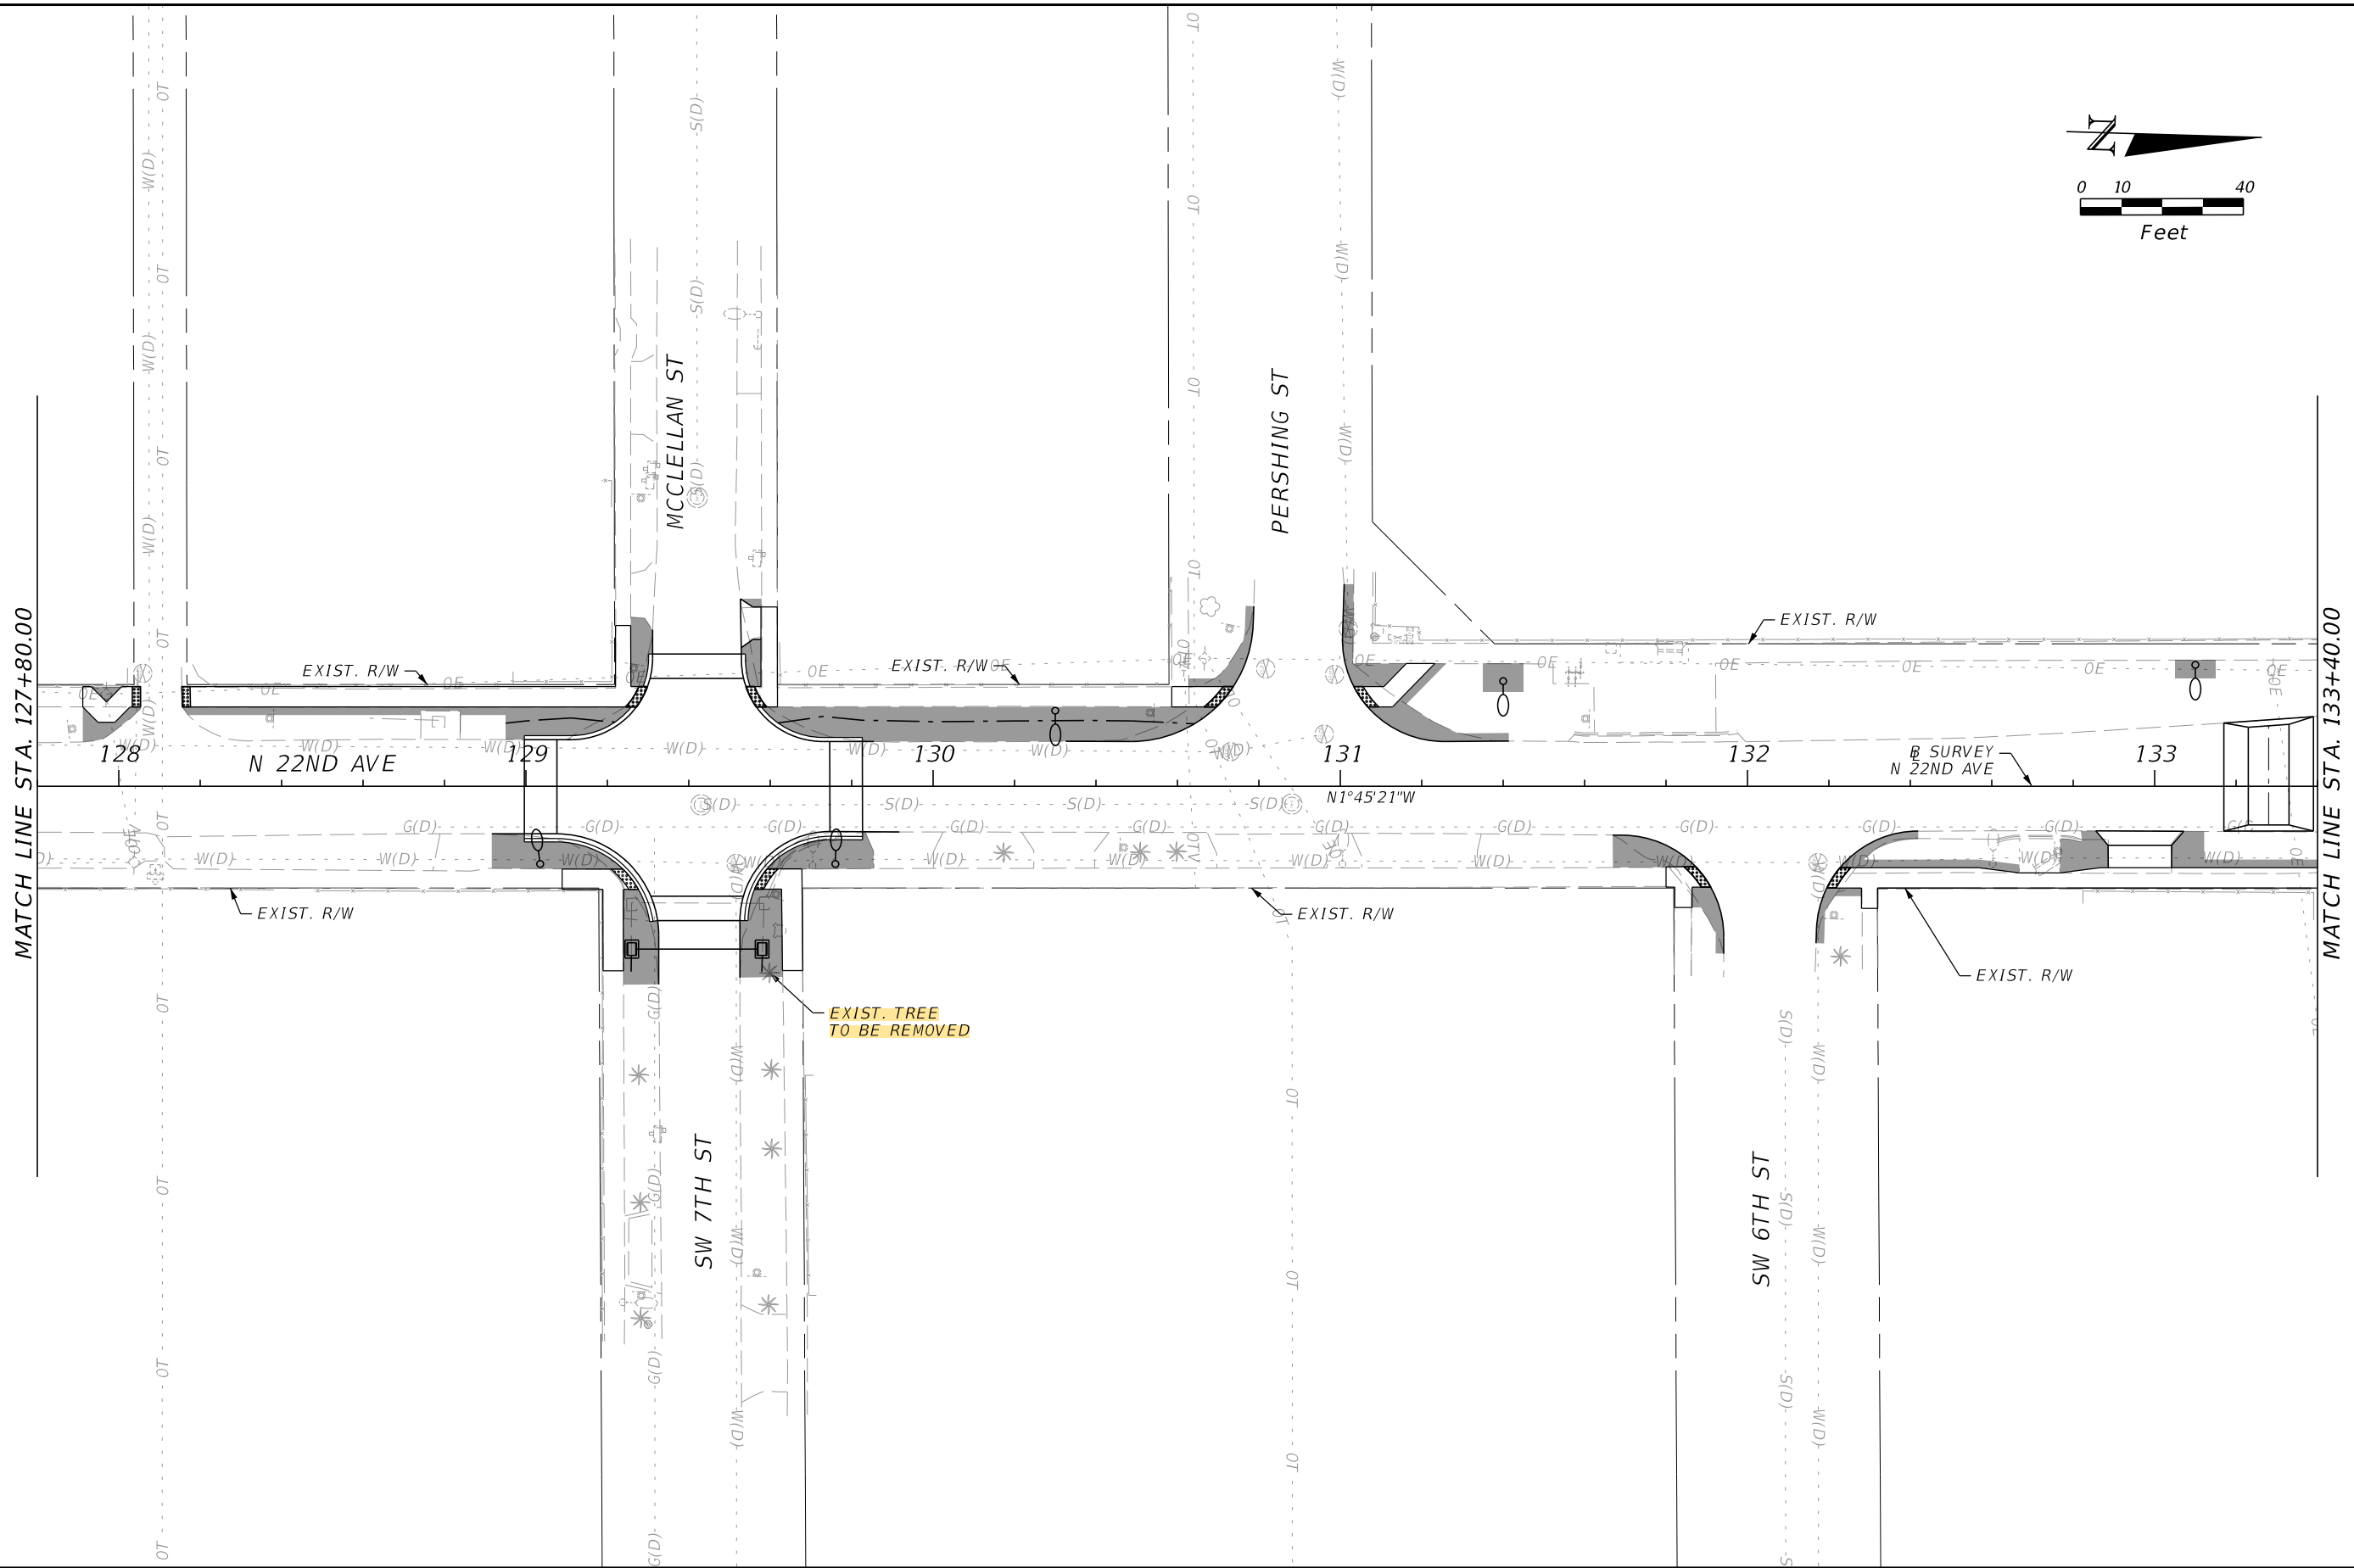 N
0 10 40
Feet
MCCLELLAN ST
PERSHING ST
MATCH LINE STA. 127+80.00
MATCH LINE STA. 133+40.00
EXIST. R/W
EXIST. R/W
EXIST. R/W
128
129
130
131
132
133
N 22ND AVE
B SURVEY
N 22ND AVE
N1°45'21"W
EXIST. R/W
EXIST. R/W
EXIST. R/W
EXIST. TREE
TO BE REMOVED
SW 7TH ST
SW 6TH ST
W(D)
OT
S(D)
OE
G(D)